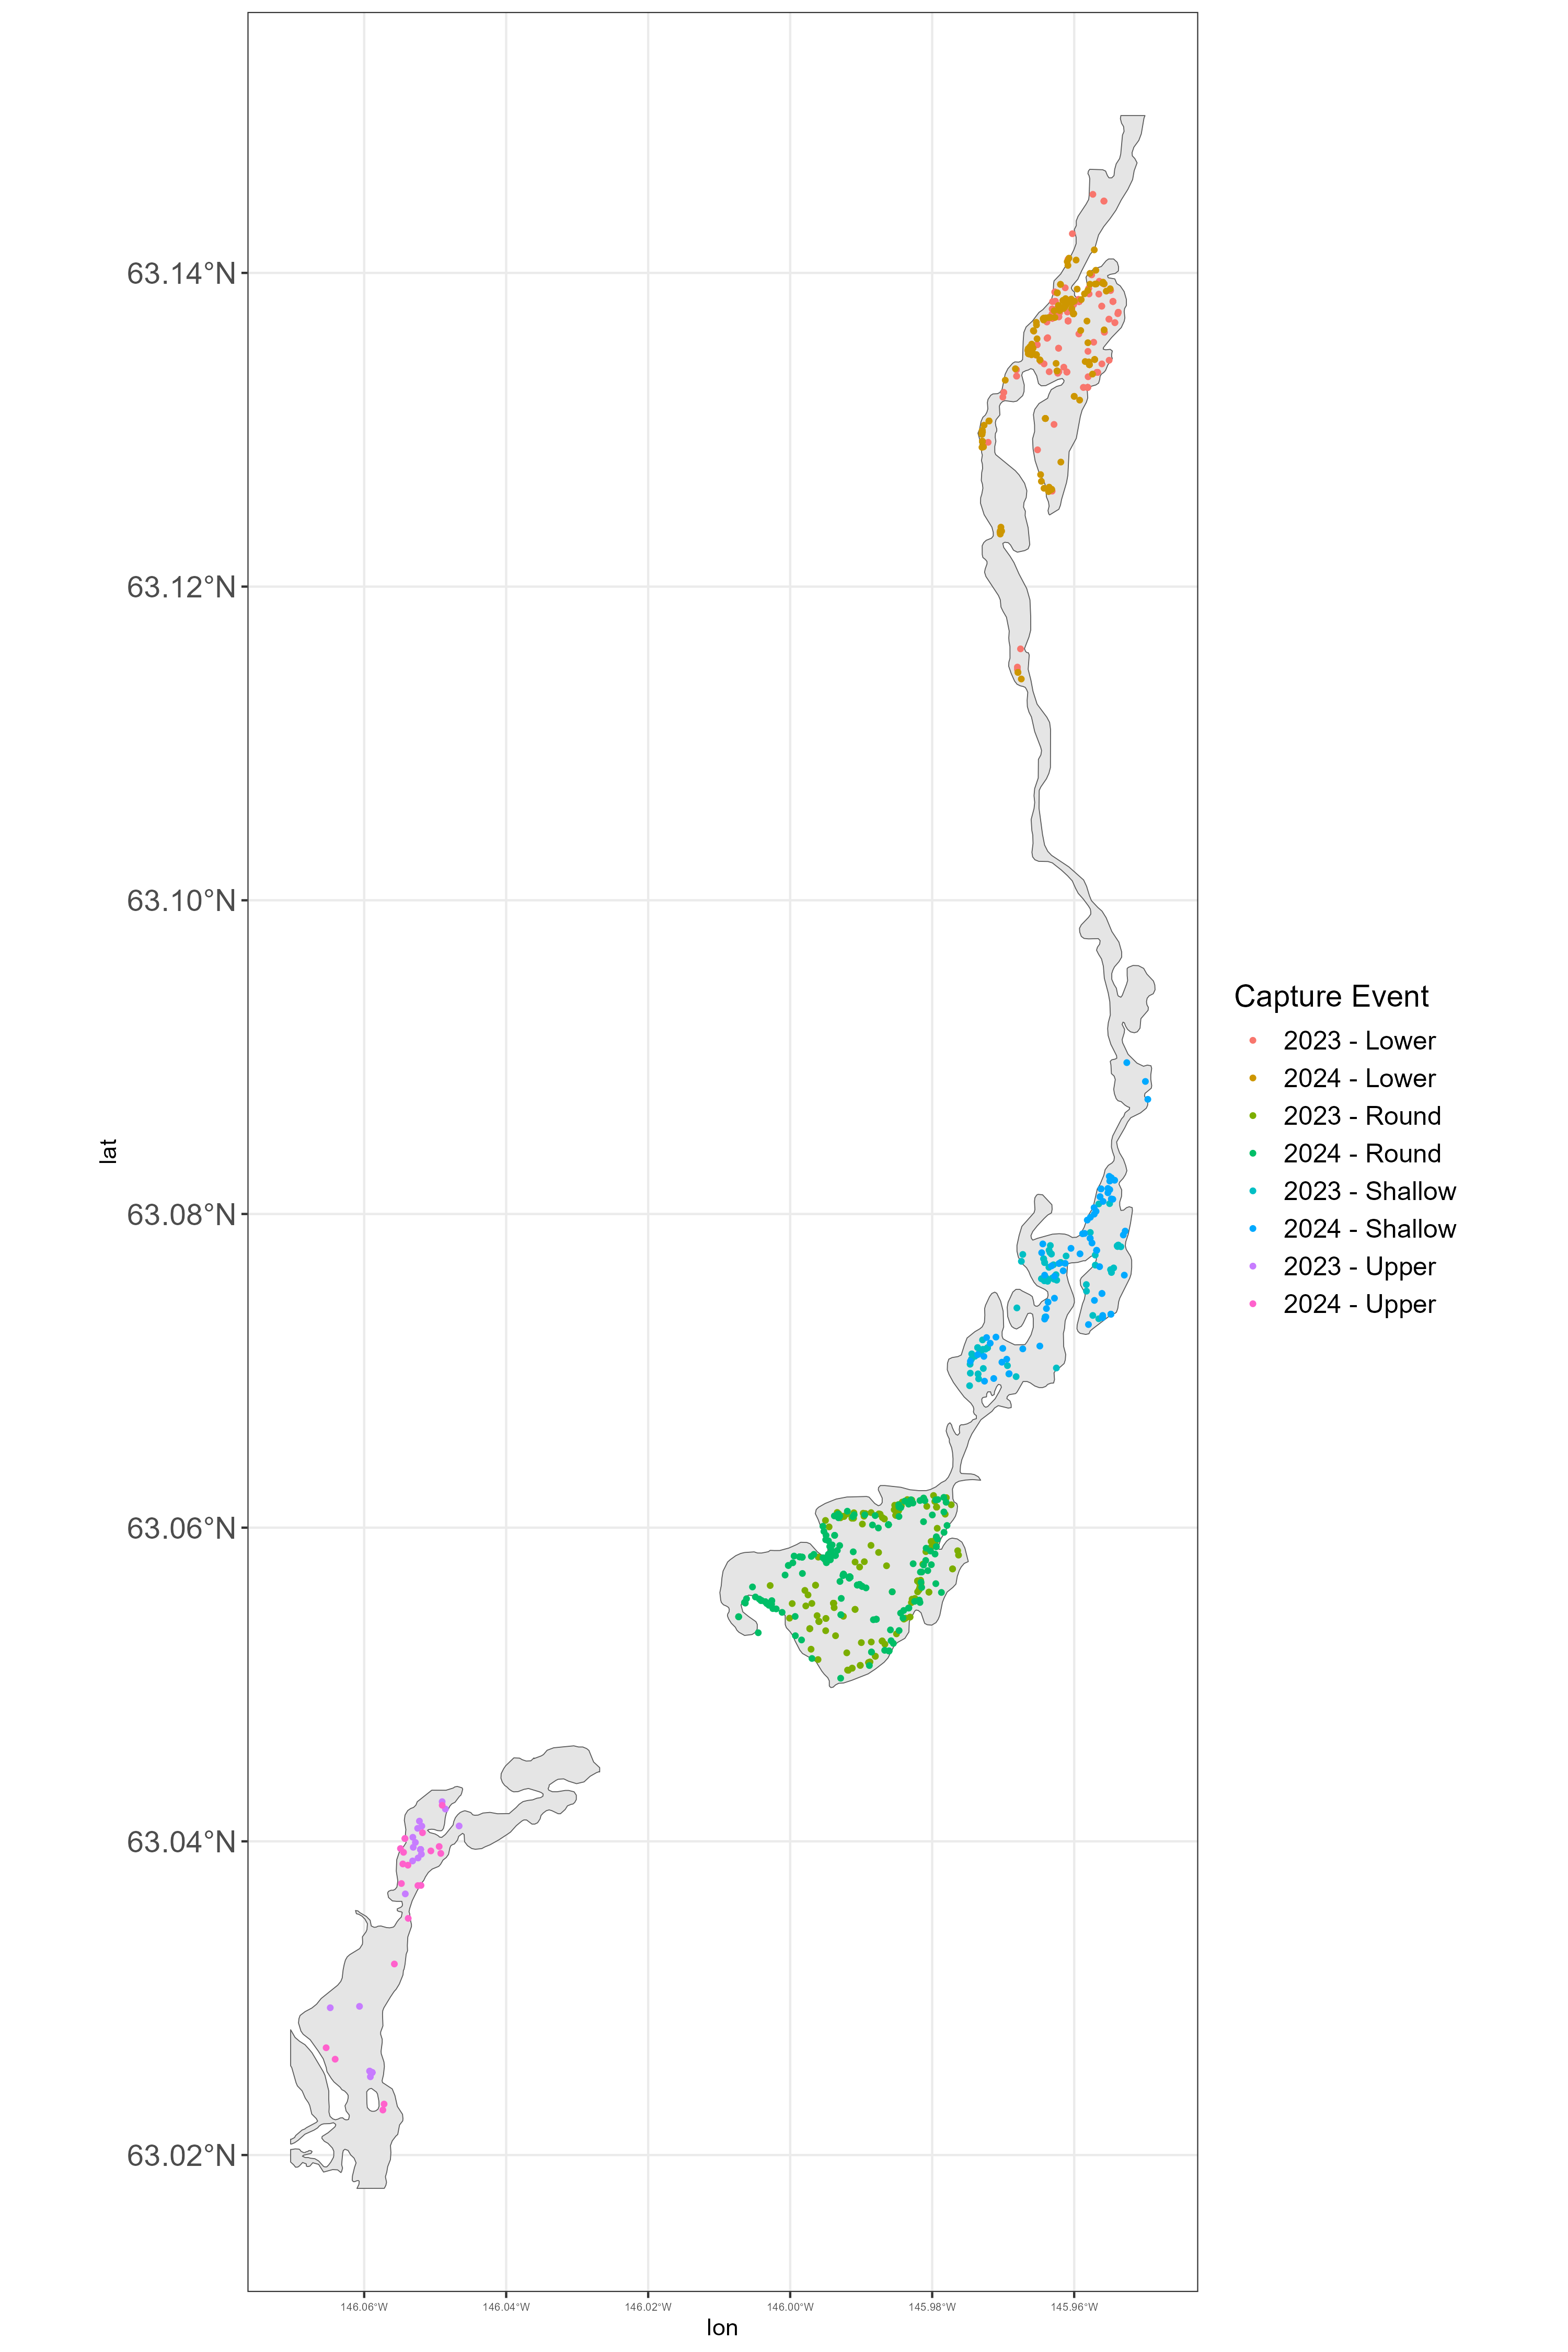 63.14°N
63.12°N
63.10°N
63.08°N
63.06°N
63.04°N
63.02°N
lat
146.06°W
146.04°W
146.02°W
146.00°W
145.98°W
145.96°W
lon
Capture Event
2023 - Lower
2024 - Lower
2023 - Round
2024 - Round
2023 - Shallow
2024 - Shallow
2023 - Upper
2024 - Upper